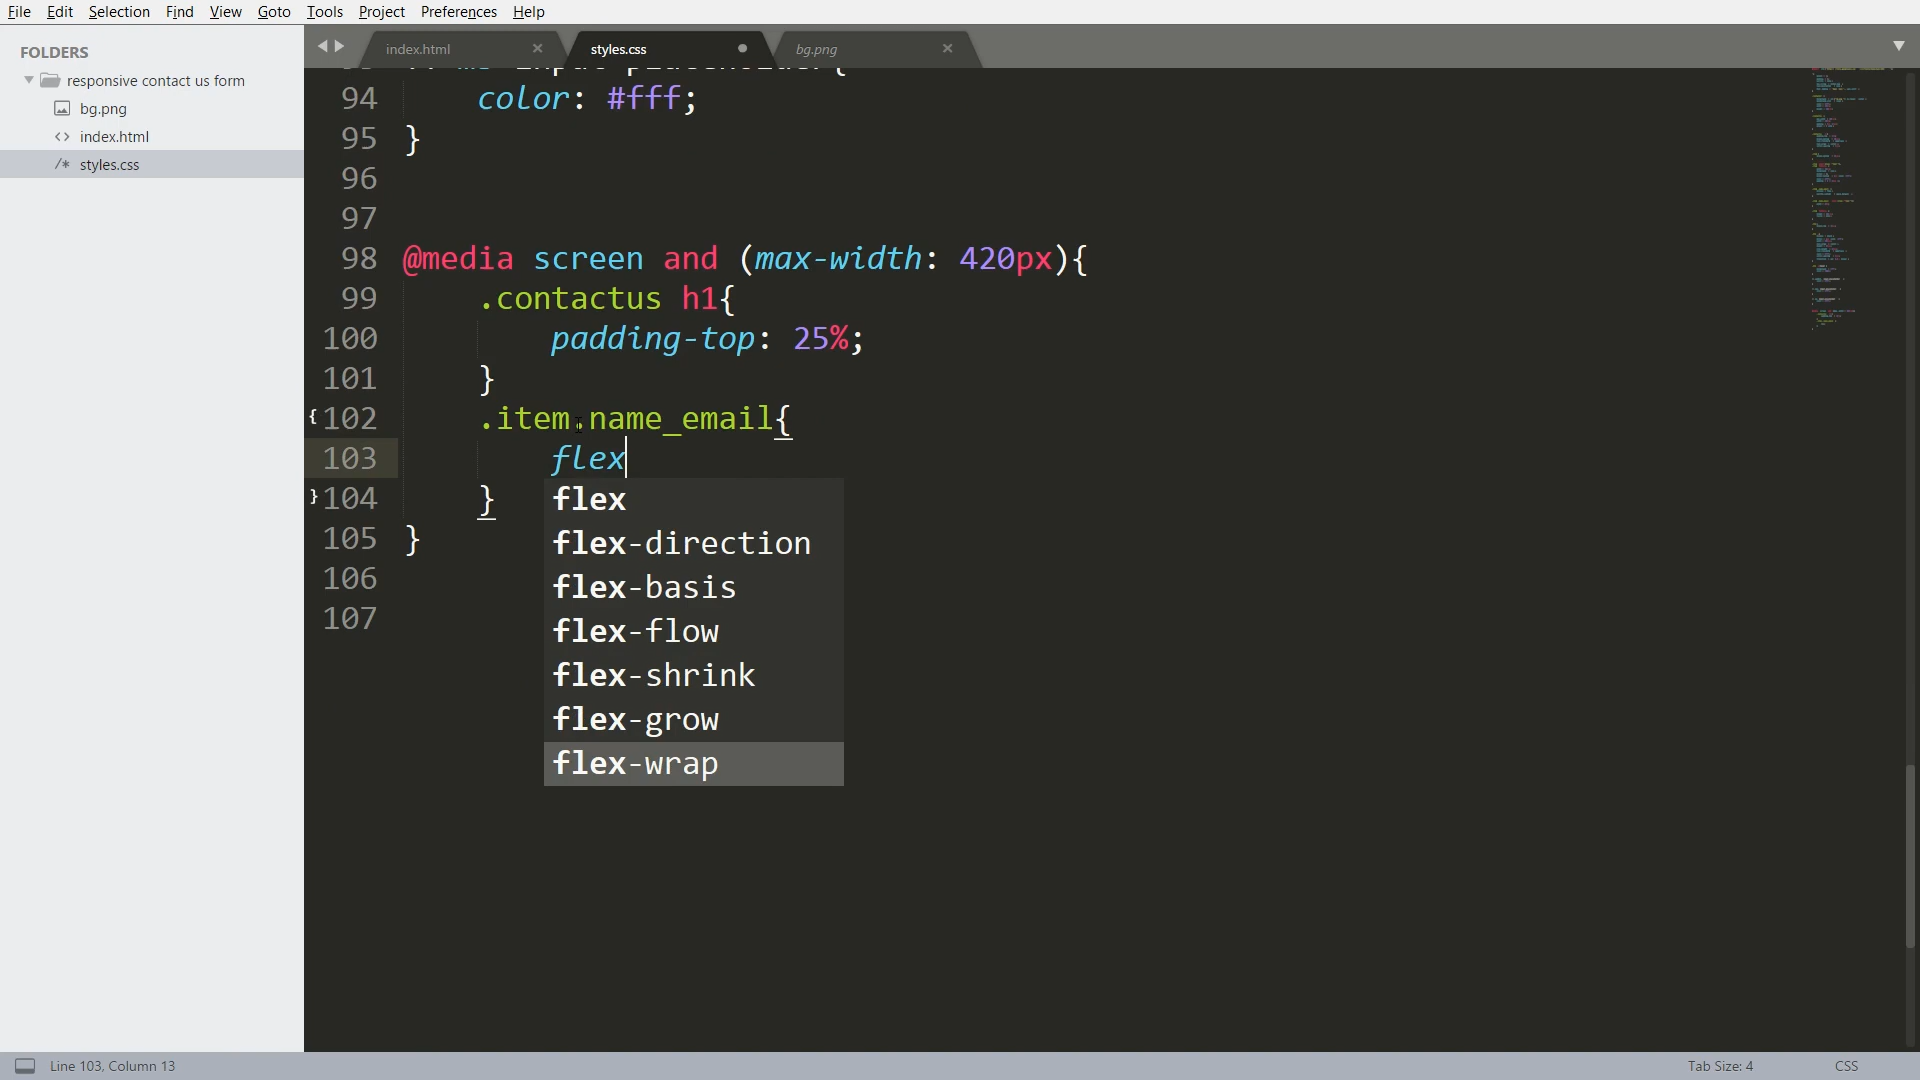 File Edit Selection Find View Goto Tools Project Preferences Help
FOLDERS
responsive contact us form
bg.png
<> index.html
/* styles.css
index.html × styles.css bg.png ×
94 color: #fff;
95 }
96
97
98 @media screen and (max-width: 420px){
99 .contactus h1{
100 padding-top: 25%;
101 }
{ 102 .item.name_email{
103 flex
} 104 }
105 }
106
107
flex
flex-direction
flex-basis
flex-flow
flex-shrink
flex-grow
flex-wrap
Line 103, Column 13
Tab Size: 4
CSS